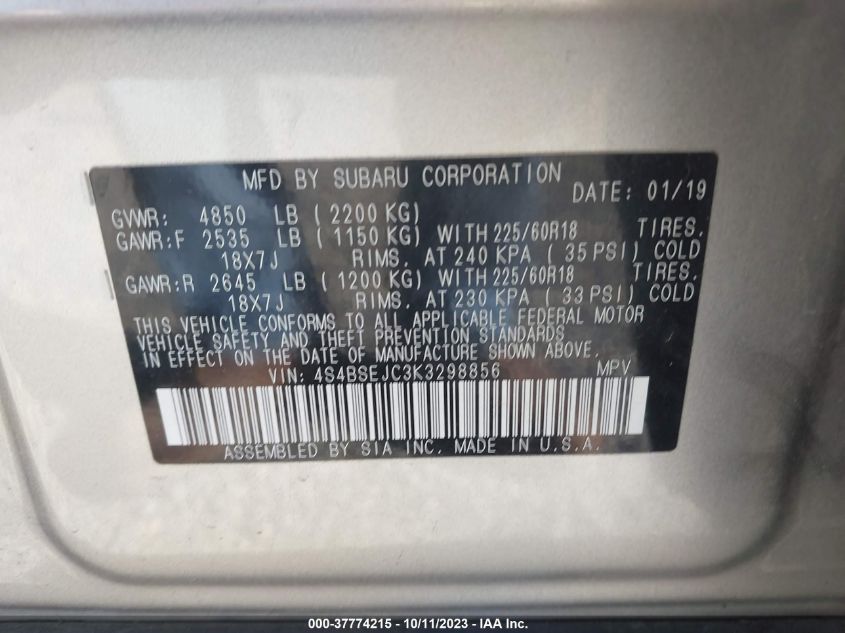 MFD BY SUBARU CORPORATION DATE: 01/19
GVWR: 4850 LB ( 2200 KG)
GAWR:F 2535 LB ( 1150 KG) WITH 225/60R18 TIRES,
18X7J RIMS, AT 240 KPA ( 35 PSI) COLD
GAWR:R 2645 LB ( 1200 KG) WITH 225/60R18 TIRES,
18X7J RIMS, AT 230 KPA ( 33 PSI) COLD
THIS VEHICLE CONFORMS TO ALL APPLICABLE FEDERAL MOTOR
VEHICLE SAFETY AND THEFT PREVENTION STANDARDS
IN EFFECT ON THE DATE OF MANUFACTURE SHOWN ABOVE.
VIN: 4S4BSEJC3K3298856 MPV
ASSEMBLED BY SIA INC. MADE IN U.S.A.
000-37774215 - 10/11/2023 - IAA Inc.